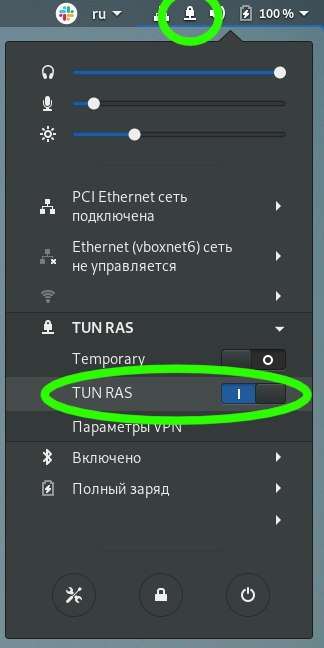 ru
100 %
PCI Ethernet сеть
подключена
Ethernet (vboxnet6) сеть
не управляется
TUN RAS
Temporary
TUN RAS
Параметры VPN
Включено
Полный заряд